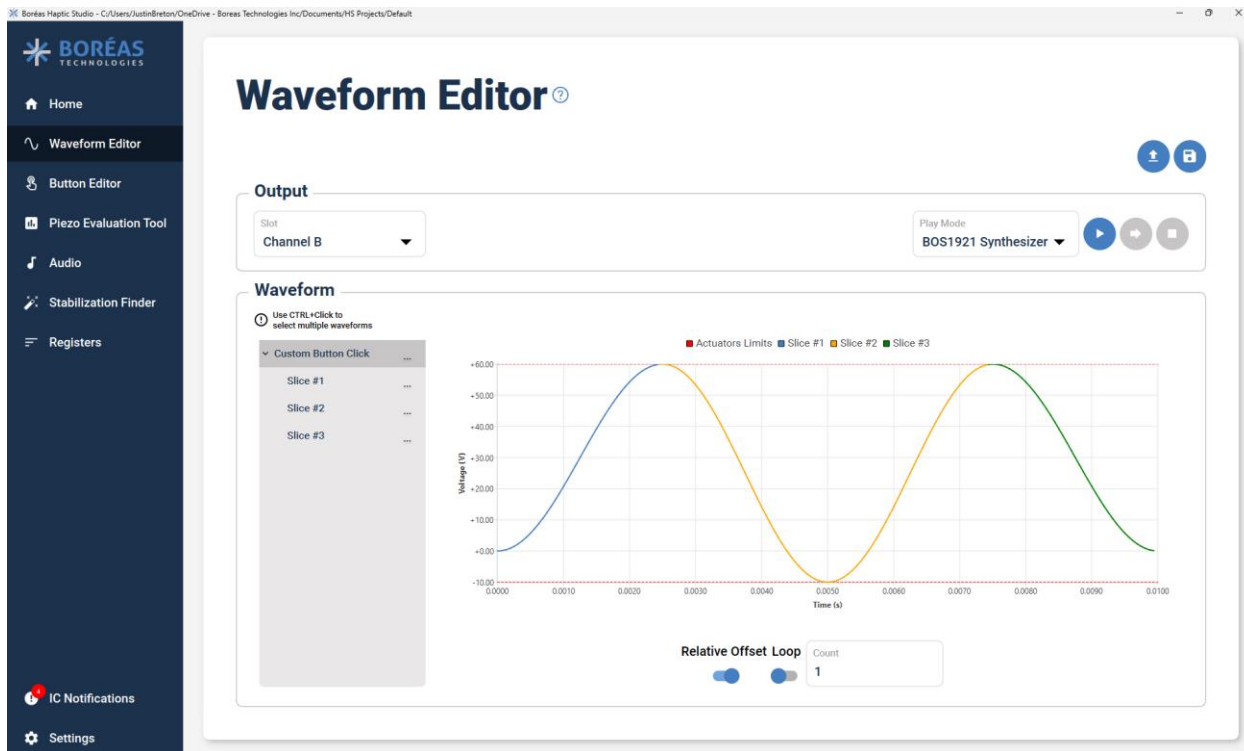 Boréas Haptic Studio - C:/Users/JustinBreton/OneDrive - Boreas Technologies Inc/Documents/HS Projects/Default
BORÉAS
TECHNOLOGIES
Home
Waveform Editor
Button Editor
Piezo Evaluation Tool
Audio
Stabilization Finder
Registers
4
IC Notifications
Settings
Waveform Editor
Output
Slot
Channel B
Play Mode
BOS1921 Synthesizer
Waveform
Use CTRL+Click to
select multiple waveforms
Custom Button Click ...
Slice #1 ...
Slice #2 ...
Slice #3 ...
Actuators Limits Slice #1 Slice #2 Slice #3
+60.00
+50.00
+40.00
+30.00
+20.00
+10.00
+0.00
-10.00
Voltage (V)
0.0000 0.0010 0.0020 0.0030 0.0040 0.0050 0.0060 0.0070 0.0080 0.0090 0.0100
Time (s)
Relative Offset Loop
Count
1